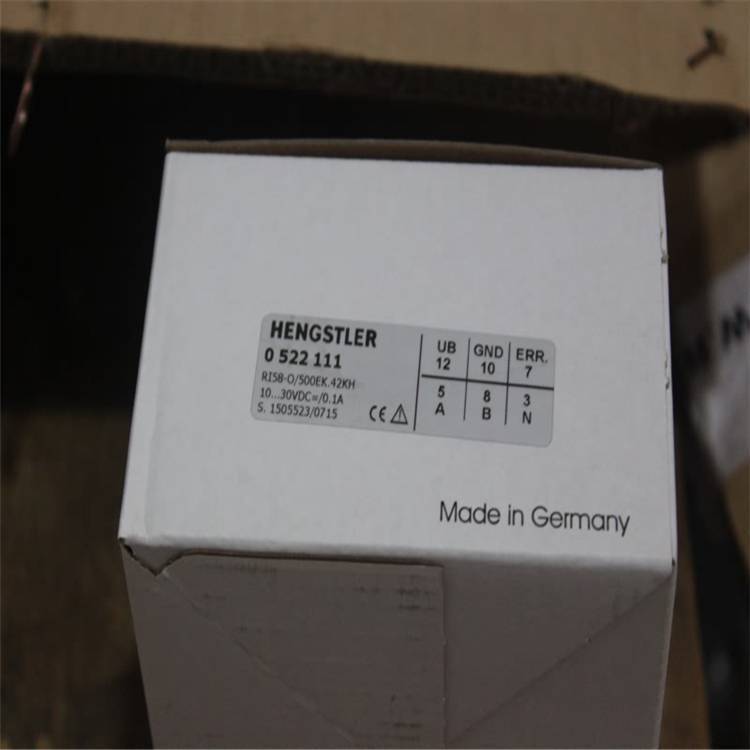 HENGSTLER
0 522 111
RI58-O/500EK.42KH
10...30VDC=/0.1A
S. 1505523/0715
CE
UB GND ERR.
12 10 7
5 8 3
A B N
Made in Germany